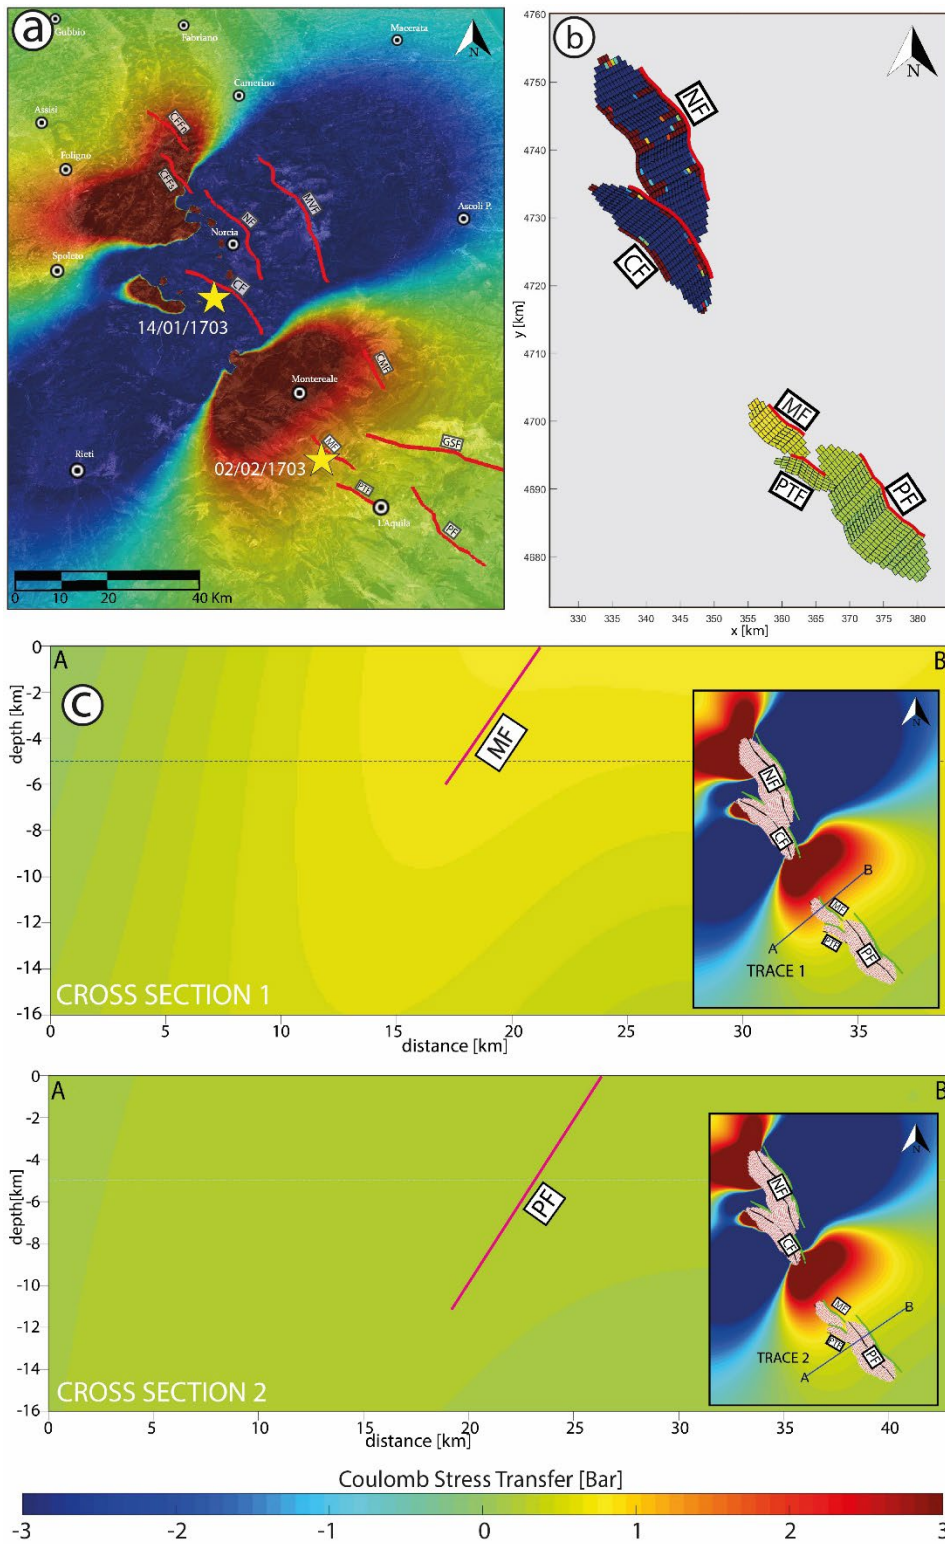 a
Gubbio
Fabriano
Macerata
N
Camerino
Assisi
CFFn
Foligno
CFFs
MVF
NF
Ascoli P.
Norcia
Spoleto
CF
14/01/1703
CMF
Montereale
MF
GSF
Rieti
02/02/1703
PTF
L'Aquila
PF
0 10 20 40 Km
b
N
4760
4750
4740
4730
4720
4710
4700
4690
4680
y [km]
NF
CF
MF
PTF
PF
330 335 340 345 350 355 360 365 370 375 380
x [km]
A
B
c
0
-2
-4
-6
-8
-10
-12
-14
-16
depth [km]
MF
CROSS SECTION 1
0 5 10 15 20 25 30 35
distance [km]
N
NF
CF
B
MF
A
PTF
PF
TRACE 1
A
B
0
-2
-4
-6
-8
-10
-12
-14
-16
depth[km]
PF
CROSS SECTION 2
0 5 10 15 20 25 30 35 40
distance [km]
N
NF
CF
MF
B
PTF
PF
TRACE 2
A
Coulomb Stress Transfer [Bar]
-3 -2 -1 0 1 2 3